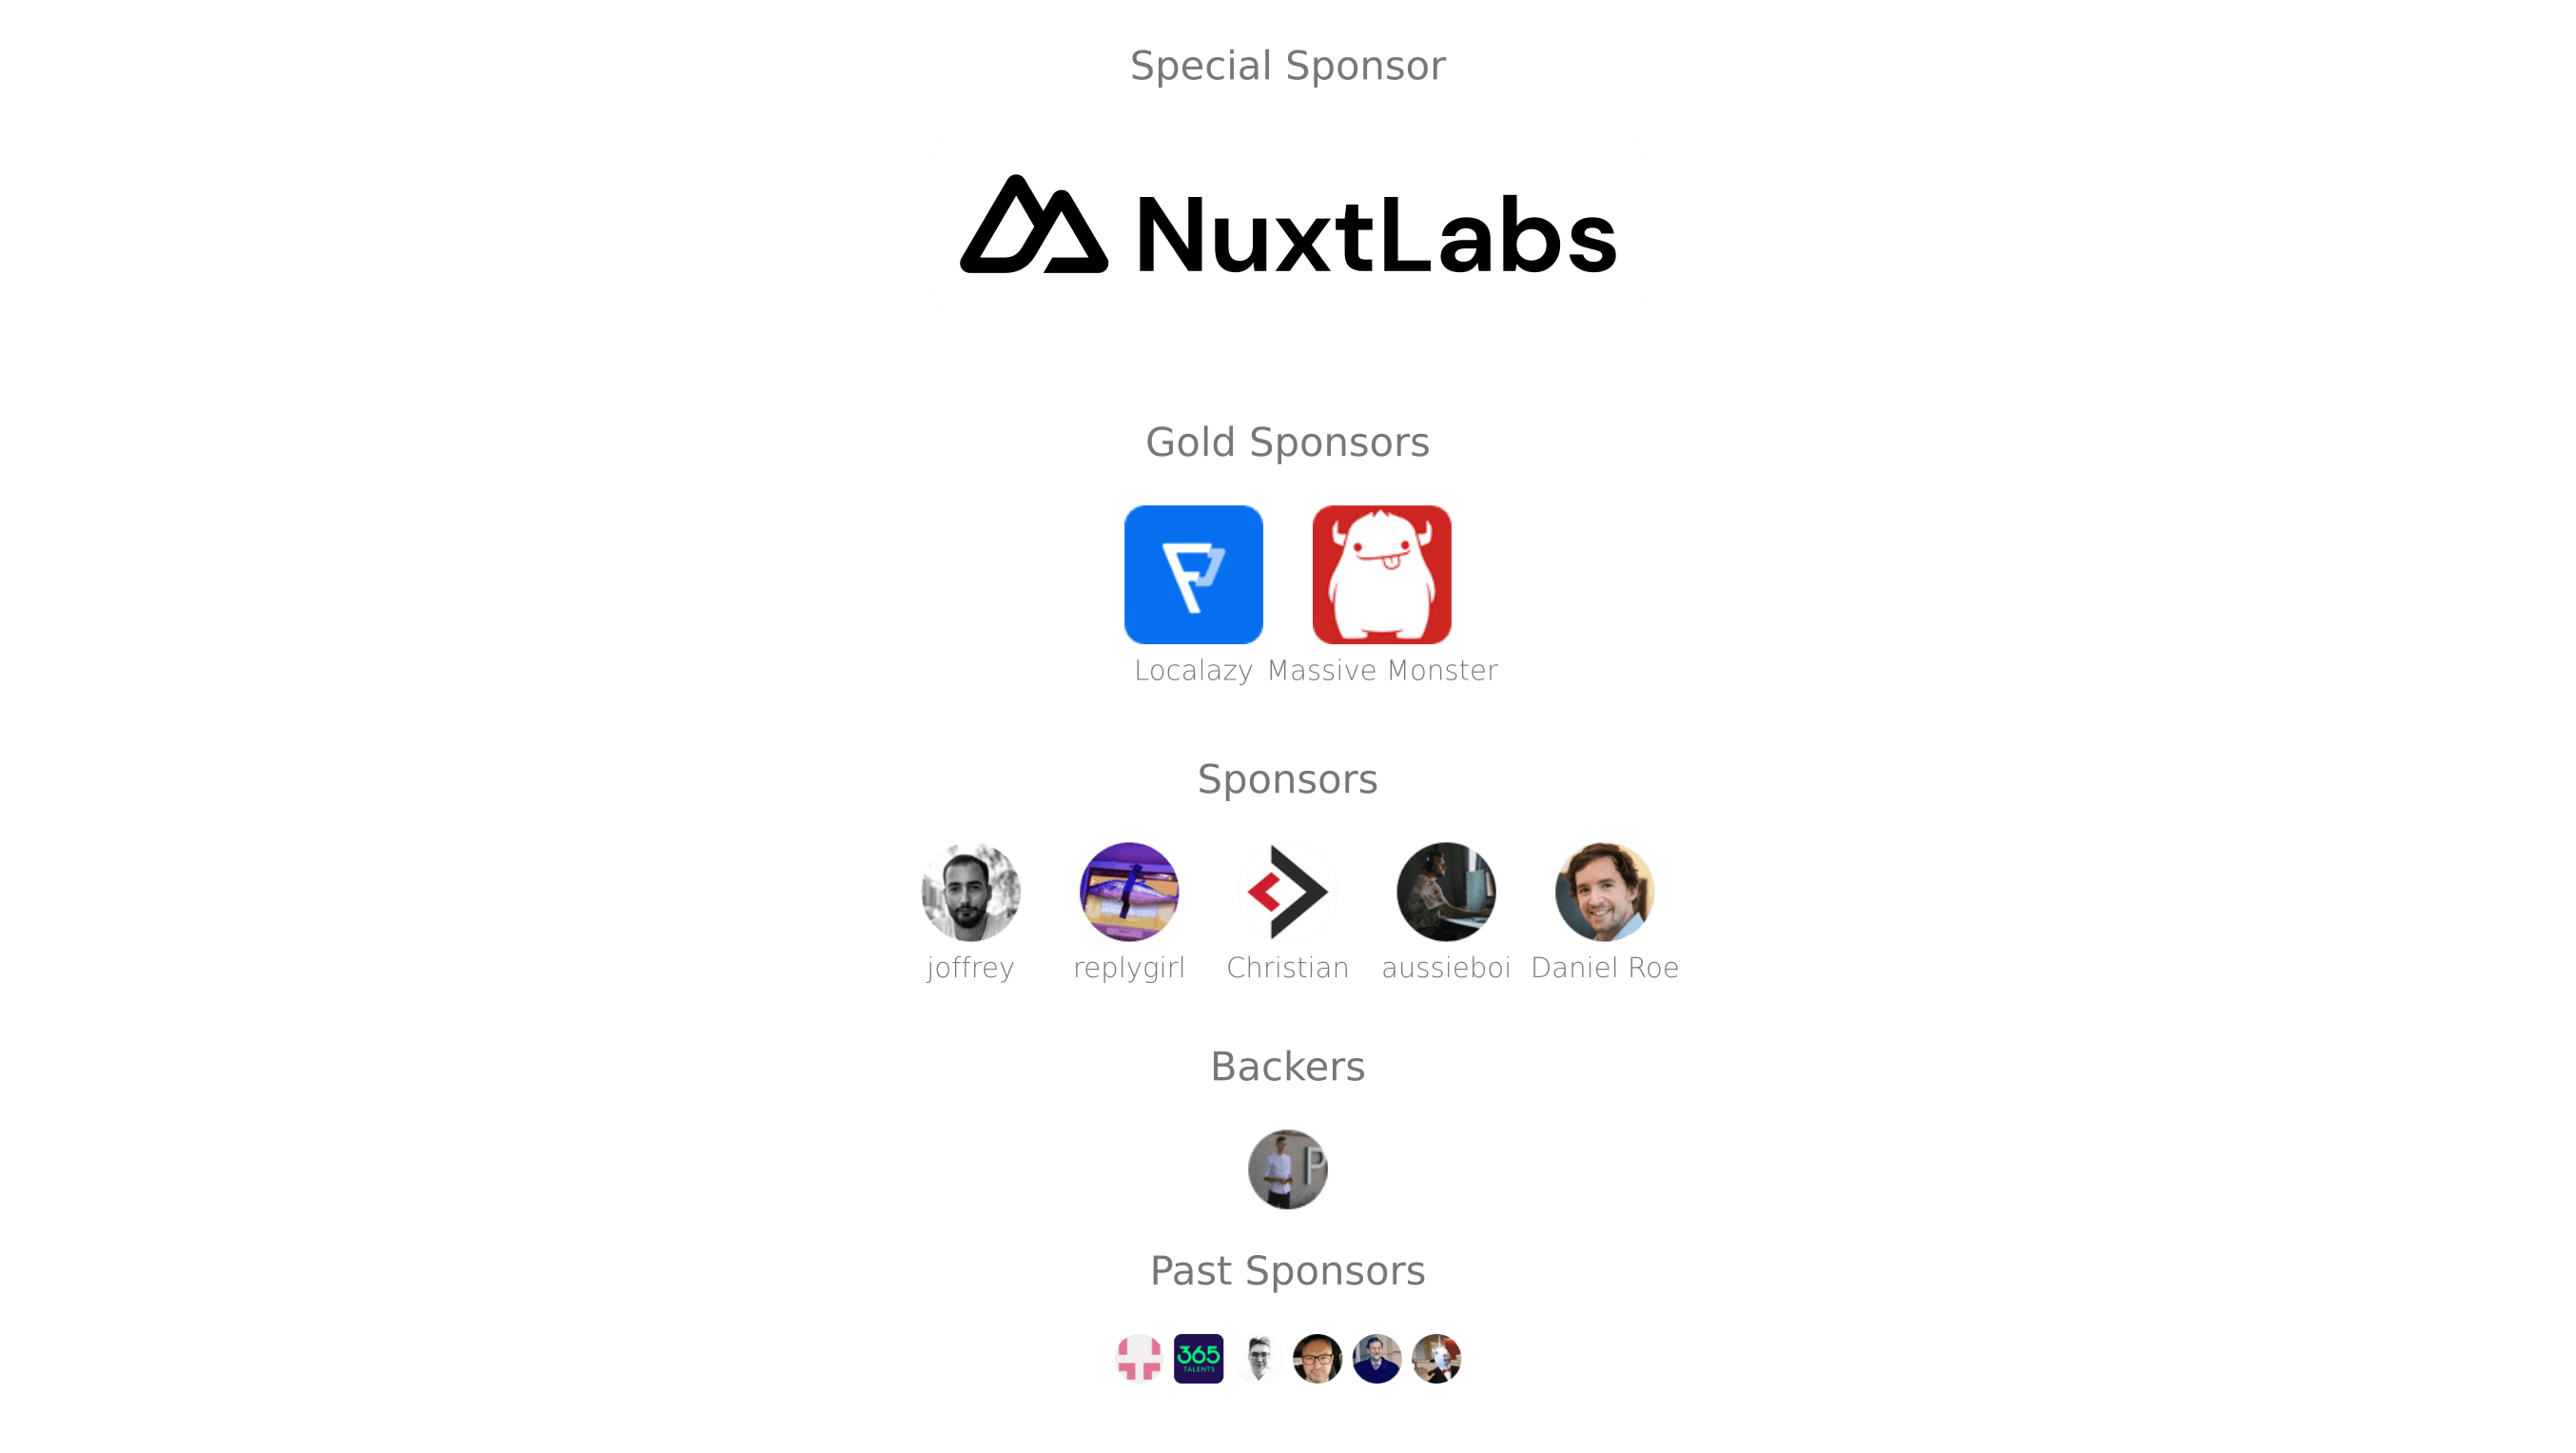 Special Sponsor
NuxtLabs
Gold Sponsors
Localazy Massive Monster
Sponsors
joffrey replygirl Christian aussieboi Daniel Roe
Backers
P
Past Sponsors
365
TALENTS